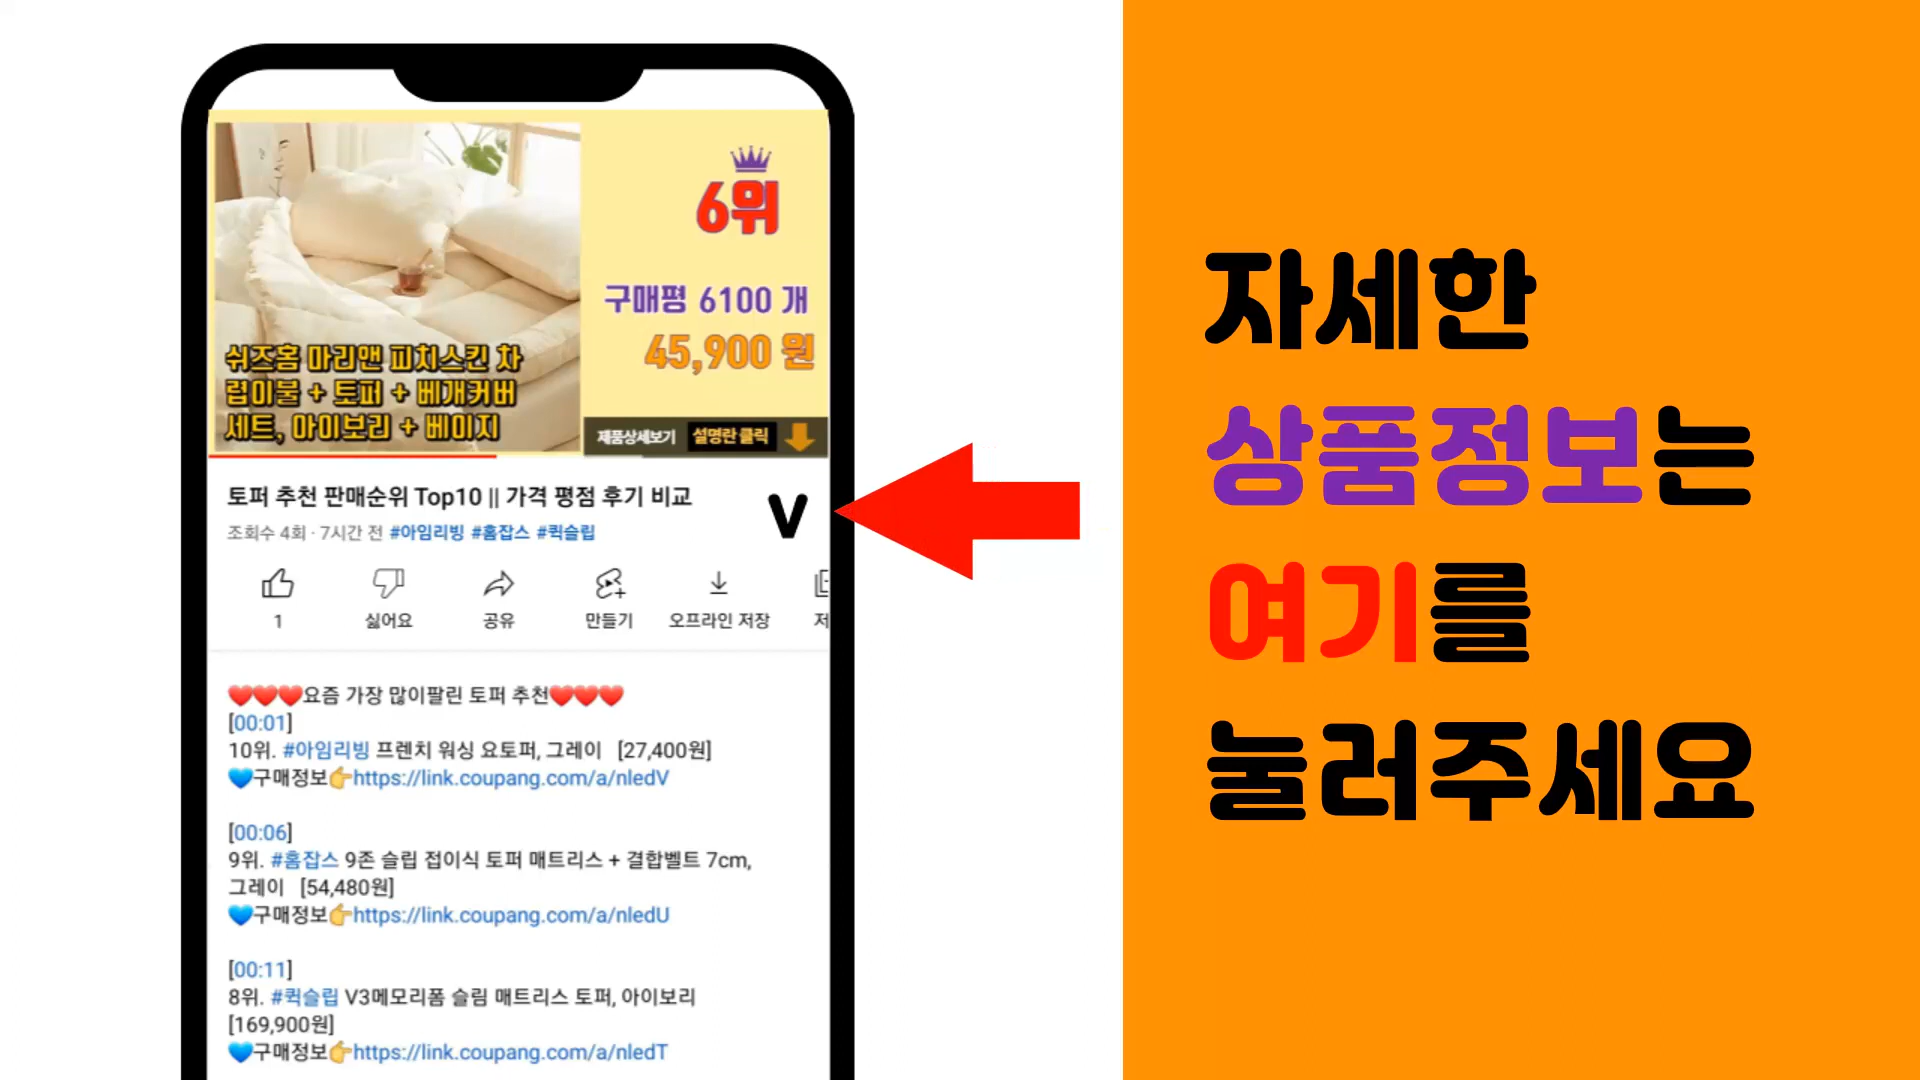 6위
구매평 6100 개
45,900 원
쉬즈홈 마리앤 피치스킨 차
렵이불 + 토퍼 + 베개커버
세트, 아이보리 + 베이지
제품상세보기 설명란 클릭
토퍼 추천 판매순위 Top10 || 가격 평점 후기 비교
V
조회수 4회 · 7시간 전 #아임리빙 #홈잡스 #퀵슬립
1 싫어요 공유 만들기 오프라인 저장 저
❤️❤️❤️요즘 가장 많이팔린 토퍼 추천❤️❤️❤️
[00:01]
10위. #아임리빙 프렌치 워싱 요토퍼, 그레이 [27,400원]
💙구매정보👉https://link.coupang.com/a/nledV
[00:06]
9위. #홈잡스 9존 슬립 접이식 토퍼 매트리스 + 결합벨트 7cm,
그레이 [54,480원]
💙구매정보👉https://link.coupang.com/a/nledU
[00:11]
8위. #퀵슬립 V3메모리폼 슬림 매트리스 토퍼, 아이보리
[169,900원]
💙구매정보👉https://link.coupang.com/a/nledT
자세한
상품정보는
여기를
눌러주세요